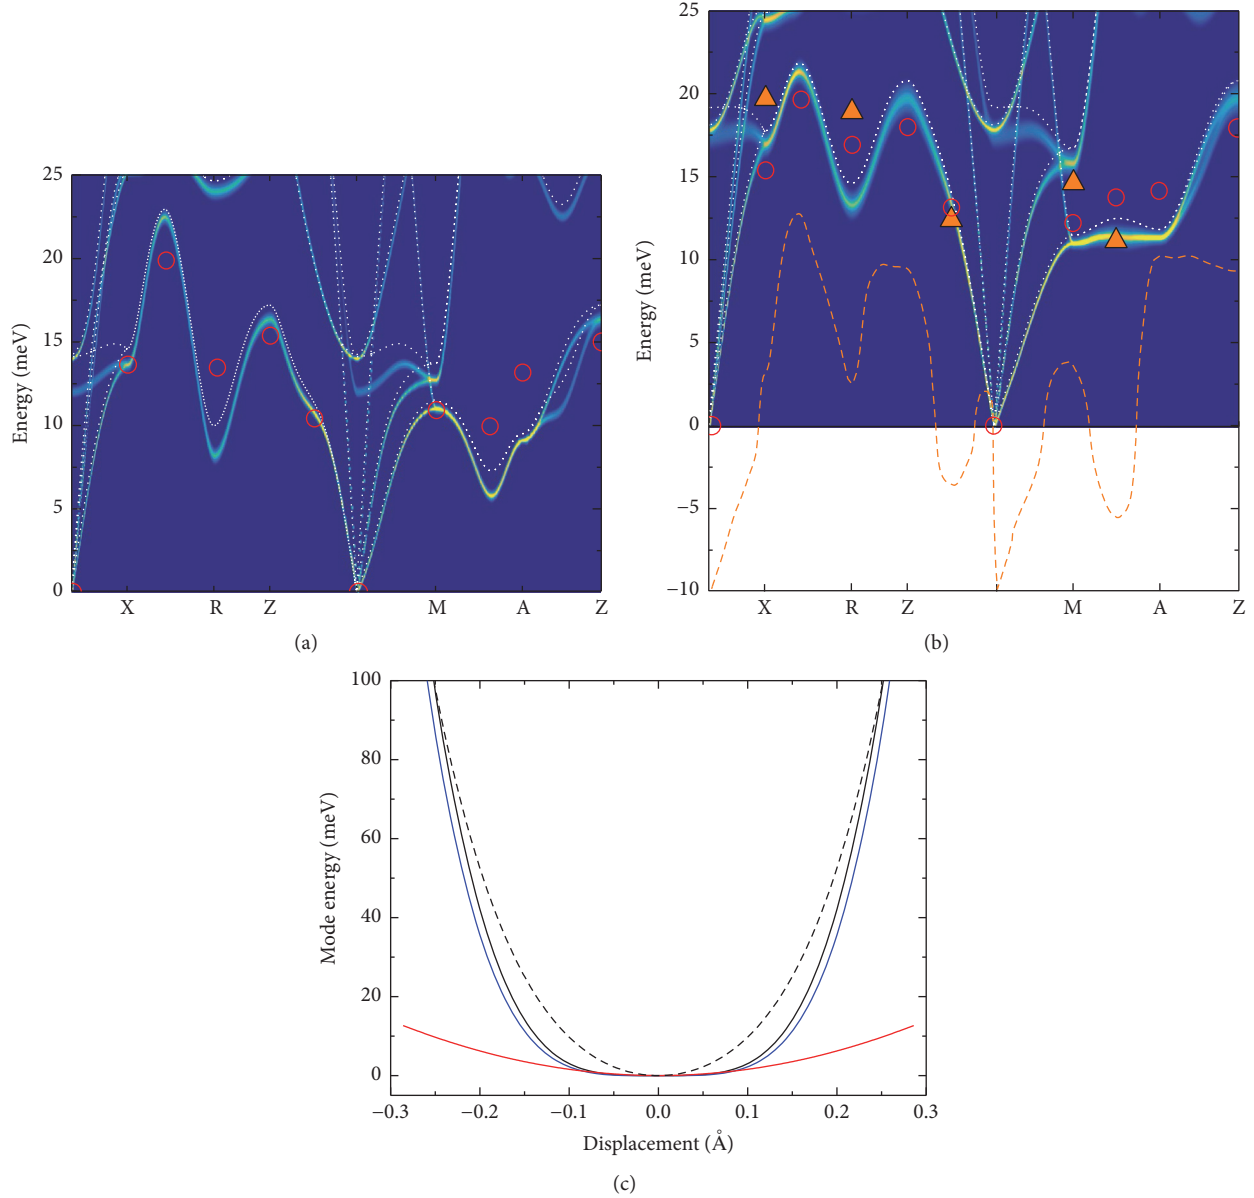 25
20
15
10
5
0
Energy (meV)
X
R
Z
M
A
Z
(a)
25
20
15
10
5
0
−5
−10
Energy (meV)
X
R
Z
M
A
Z
(b)
100
80
60
40
20
0
Mode energy (meV)
−0.3
−0.2
−0.1
0.0
0.1
0.2
0.3
Displacement (Å)
(c)